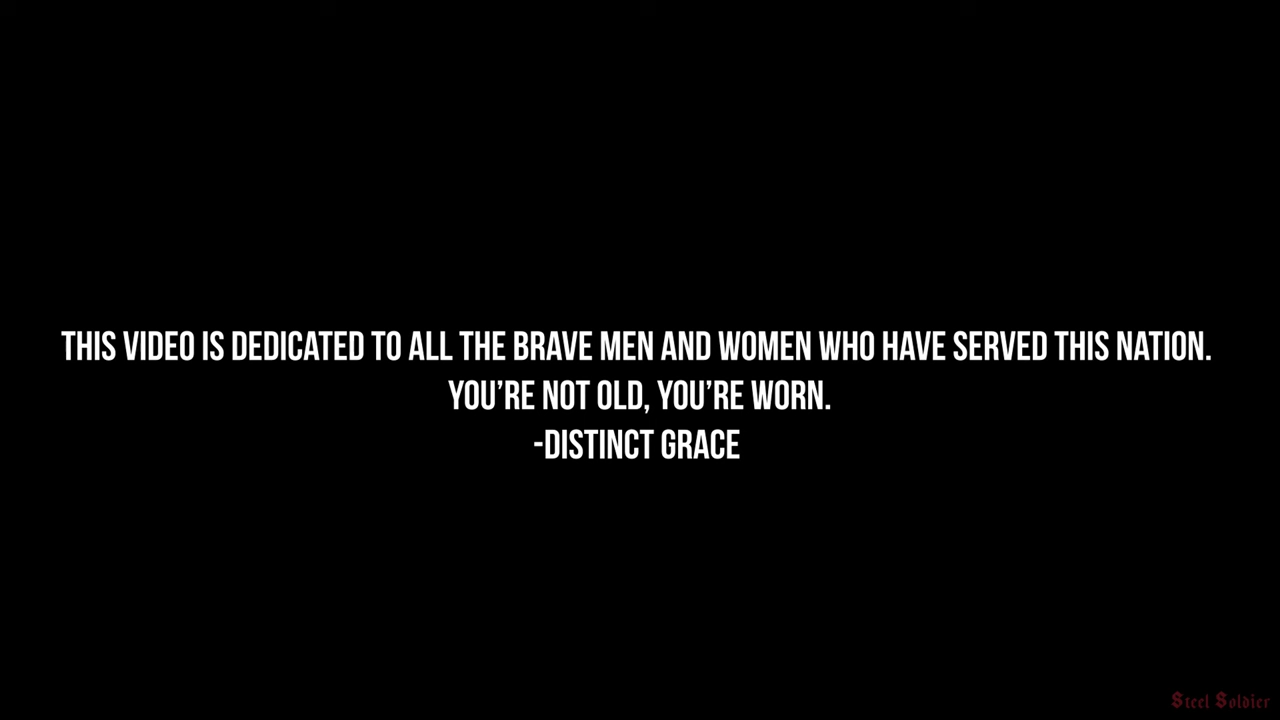 THIS VIDEO IS DEDICATED TO ALL THE BRAVE MEN AND WOMEN WHO HAVE SERVED THIS NATION.
YOU'RE NOT OLD, YOU'RE WORN.
-DISTINCT GRACE
Steel Soldier